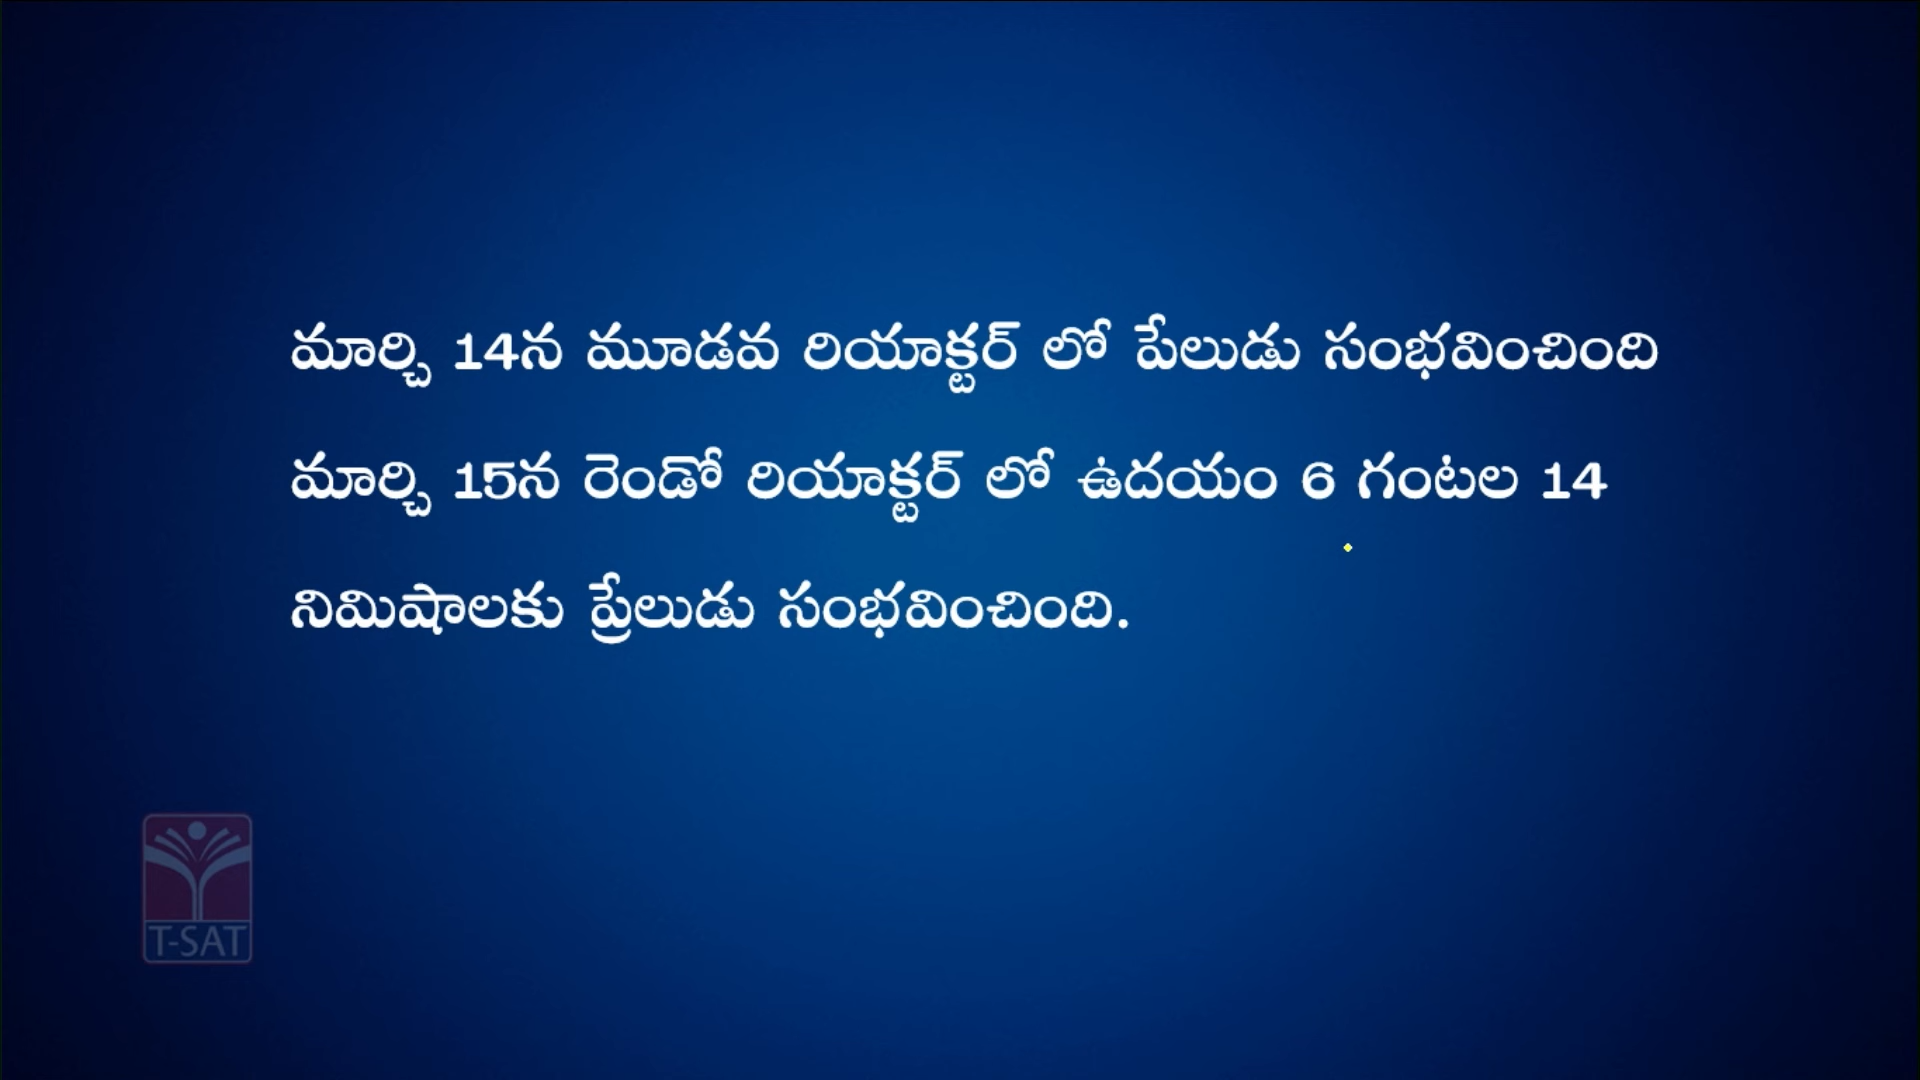 మార్చి 14న మూడవ రియాక్టర్ లో పేలుడు సంభవించింది
మార్చి 15న రెండో రియాక్టర్ లో ఉదయం 6 గంటల 14
నిమిషాలకు ప్రేలుడు సంభవించింది.
T-SAT